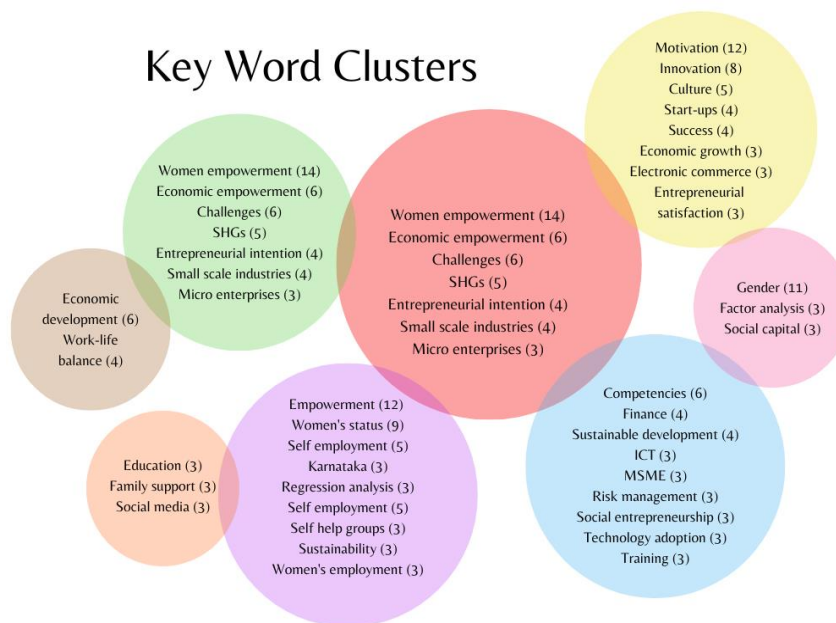 Key Word Clusters
Women empowerment (14)
Economic empowerment (6)
Challenges (6)
SHGs (5)
Entrepreneurial intention (4)
Small scale industries (4)
Micro enterprises (3)
Women empowerment (14)
Economic empowerment (6)
Challenges (6)
SHGs (5)
Entrepreneurial intention (4)
Small scale industries (4)
Micro enterprises (3)
Motivation (12)
Innovation (8)
Culture (5)
Start-ups (4)
Success (4)
Economic growth (3)
Electronic commerce (3)
Entrepreneurial
satisfaction (3)
Economic
development (6)
Work-life
balance (4)
Gender (11)
Factor analysis (3)
Social capital (3)
Education (3)
Family support (3)
Social media (3)
Empowerment (12)
Women's status (9)
Self employment (5)
Karnataka (3)
Regression analysis (3)
Self employment (5)
Self help groups (3)
Sustainability (3)
Women's employment (3)
Competencies (6)
Finance (4)
Sustainable development (4)
ICT (3)
MSME (3)
Risk management (3)
Social entrepreneurship (3)
Technology adoption (3)
Training (3)